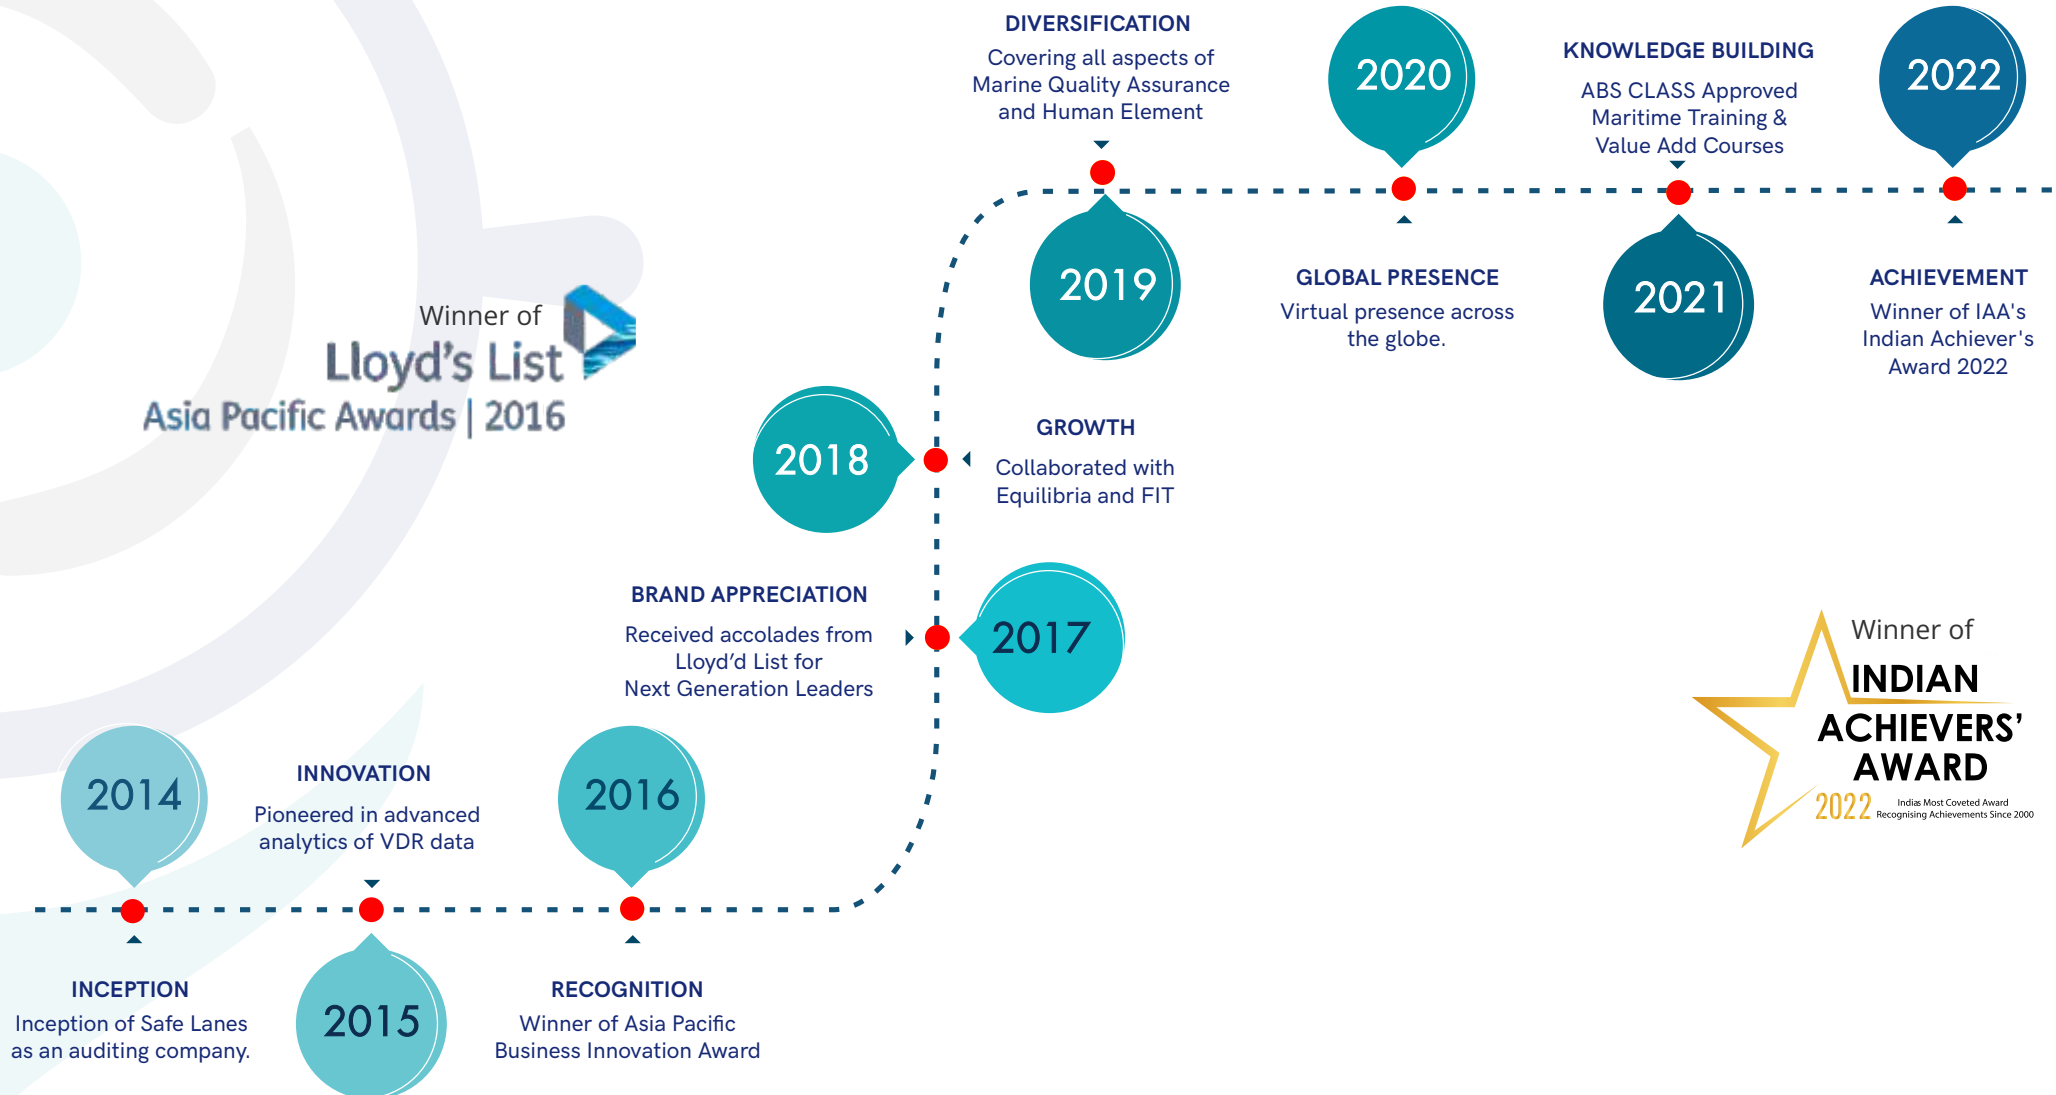 2014
INCEPTION
Inception of Safe Lanes
as an auditing company.
INNOVATION
Pioneered in advanced
analytics of VDR data
2015
2016
RECOGNITION
Winner of Asia Pacific
Business Innovation Award
BRAND APPRECIATION
Received accolades from
Lloyd’d List for
Next Generation Leaders
2017
2018
GROWTH
Collaborated with
Equilibria and FIT
DIVERSIFICATION
Covering all aspects of
Marine Quality Assurance
and Human Element
2019
2020
GLOBAL PRESENCE
Virtual presence across
the globe.
KNOWLEDGE BUILDING
ABS CLASS Approved
Maritime Training &
Value Add Courses
2021
2022
ACHIEVEMENT
Winner of IAA's
Indian Achiever's
Award 2022
Winner of
Lloyd’s List
Asia Pacific Awards | 2016
Winner of
INDIAN
ACHIEVERS’
AWARD
2022
Indias Most Coveted Award
Recognising Achievements Since 2000